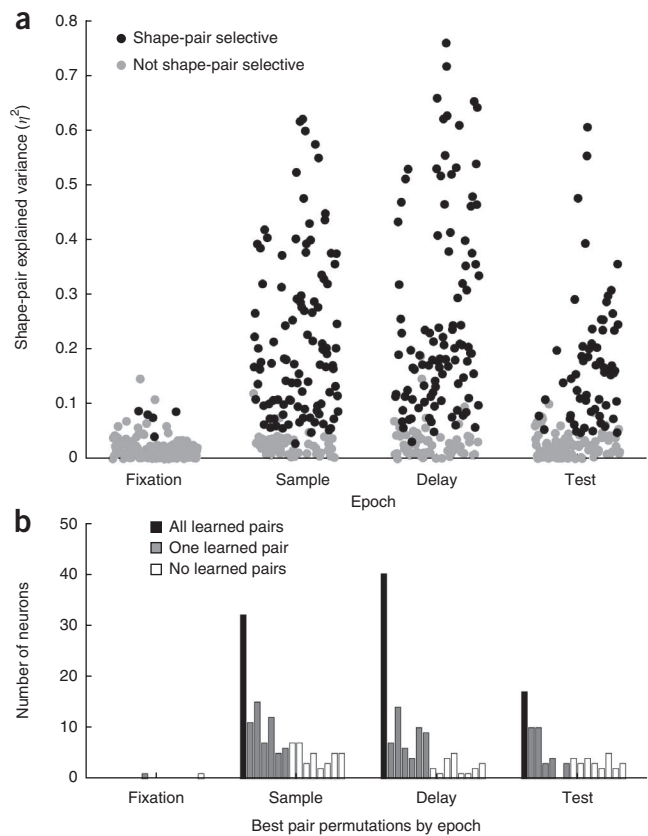 a
Shape-pair explained variance (η²)
0.8
0.7
0.6
0.5
0.4
0.3
0.2
0.1
0
Shape-pair selective
Not shape-pair selective
Fixation Sample Delay Test
Epoch
b
Number of neurons
50
40
30
20
10
0
All learned pairs
One learned pair
No learned pairs
Fixation Sample Delay Test
Best pair permutations by epoch